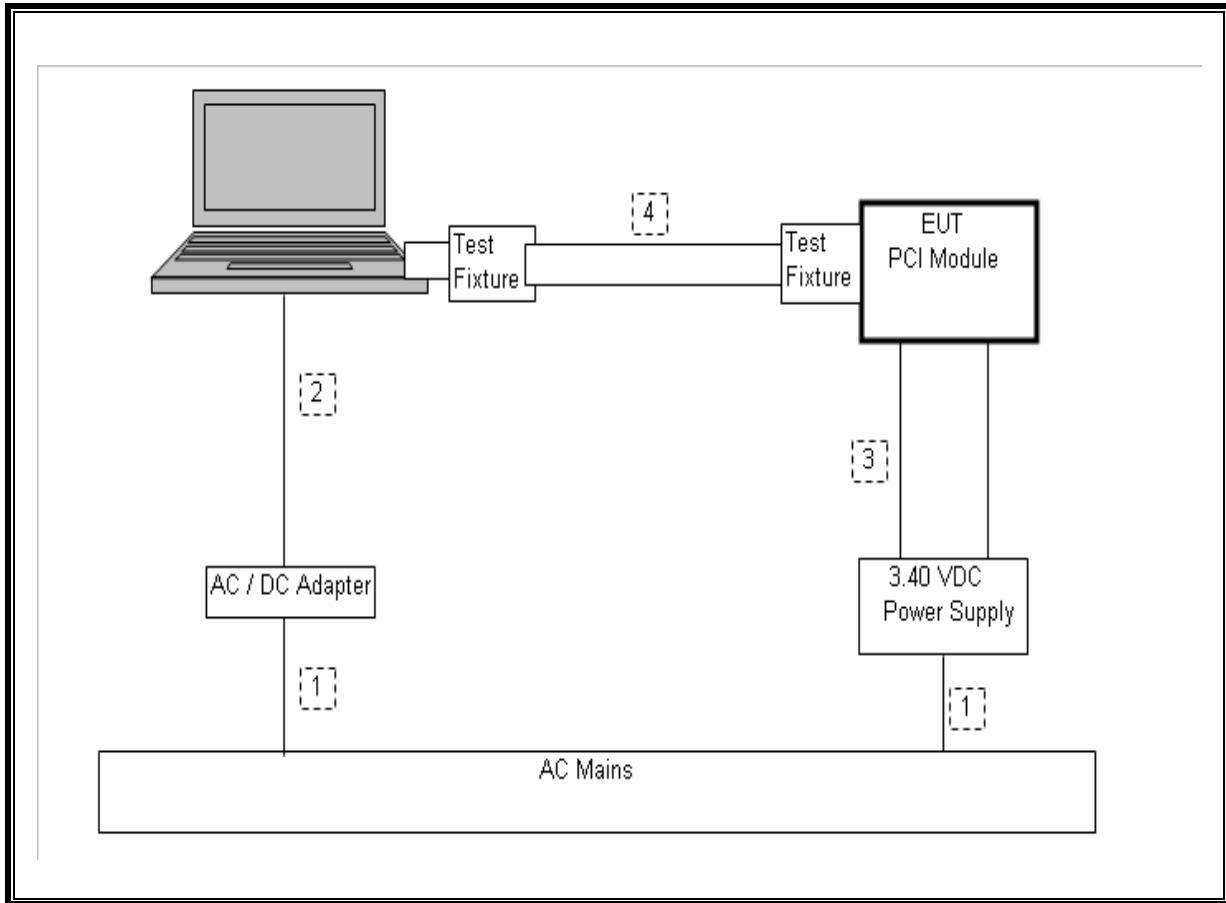 4
Test
Fixture
Test
Fixture
EUT
PCI Module
2
3
AC / DC Adapter
3.40 VDC
Power Supply
1
1
AC Mains